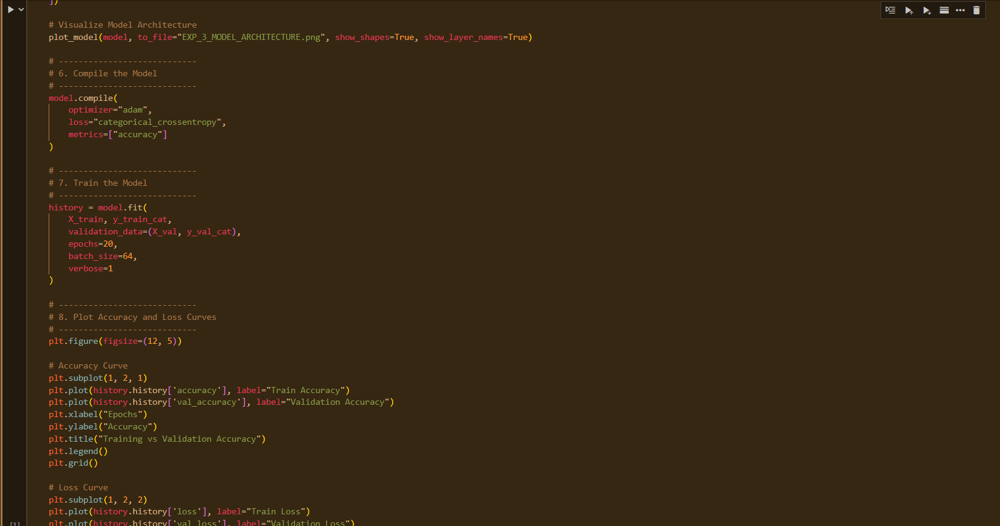 ])
# Visualize Model Architecture
plot_model(model, to_file="EXP_3_MODEL_ARCHITECTURE.png", show_shapes=True, show_layer_names=True)
# ----------------------------
# 6. Compile the Model
# ----------------------------
model.compile(
    optimizer="adam",
    loss="categorical_crossentropy",
    metrics=["accuracy"]
)
# ----------------------------
# 7. Train the Model
# ----------------------------
history = model.fit(
    X_train, y_train_cat,
    validation_data=(X_val, y_val_cat),
    epochs=20,
    batch_size=64,
    verbose=1
)
# ----------------------------
# 8. Plot Accuracy and Loss Curves
# ----------------------------
plt.figure(figsize=(12, 5))
# Accuracy Curve
plt.subplot(1, 2, 1)
plt.plot(history.history['accuracy'], label="Train Accuracy")
plt.plot(history.history['val_accuracy'], label="Validation Accuracy")
plt.xlabel("Epochs")
plt.ylabel("Accuracy")
plt.title("Training vs Validation Accuracy")
plt.legend()
plt.grid()
# Loss Curve
plt.subplot(1, 2, 2)
plt.plot(history.history['loss'], label="Train Loss")
plt.plot(history.history['val_loss'], label="Validation Loss")
[1]